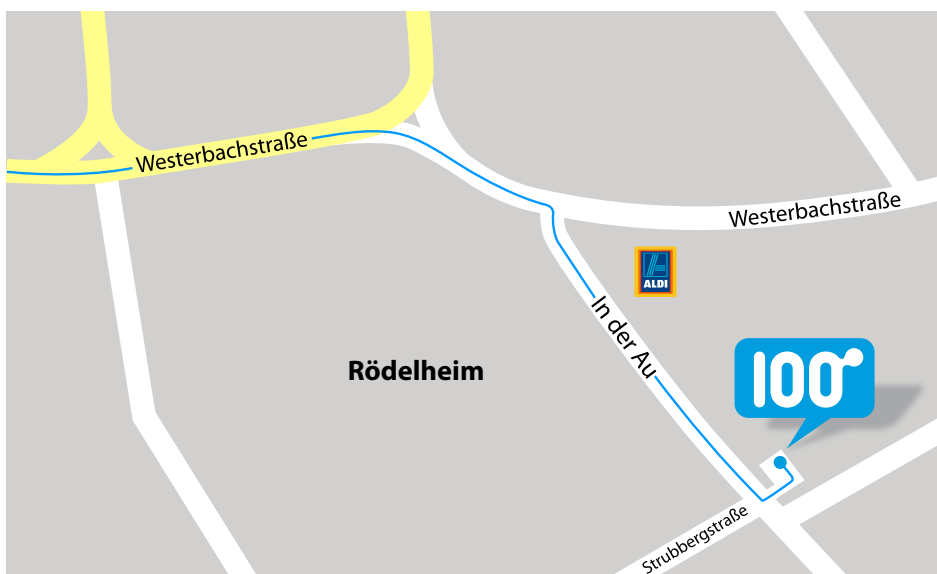 Westerbachstraße
Westerbachstraße
ALDI
In der Au
100°
Rödelheim
Strubbergstraße